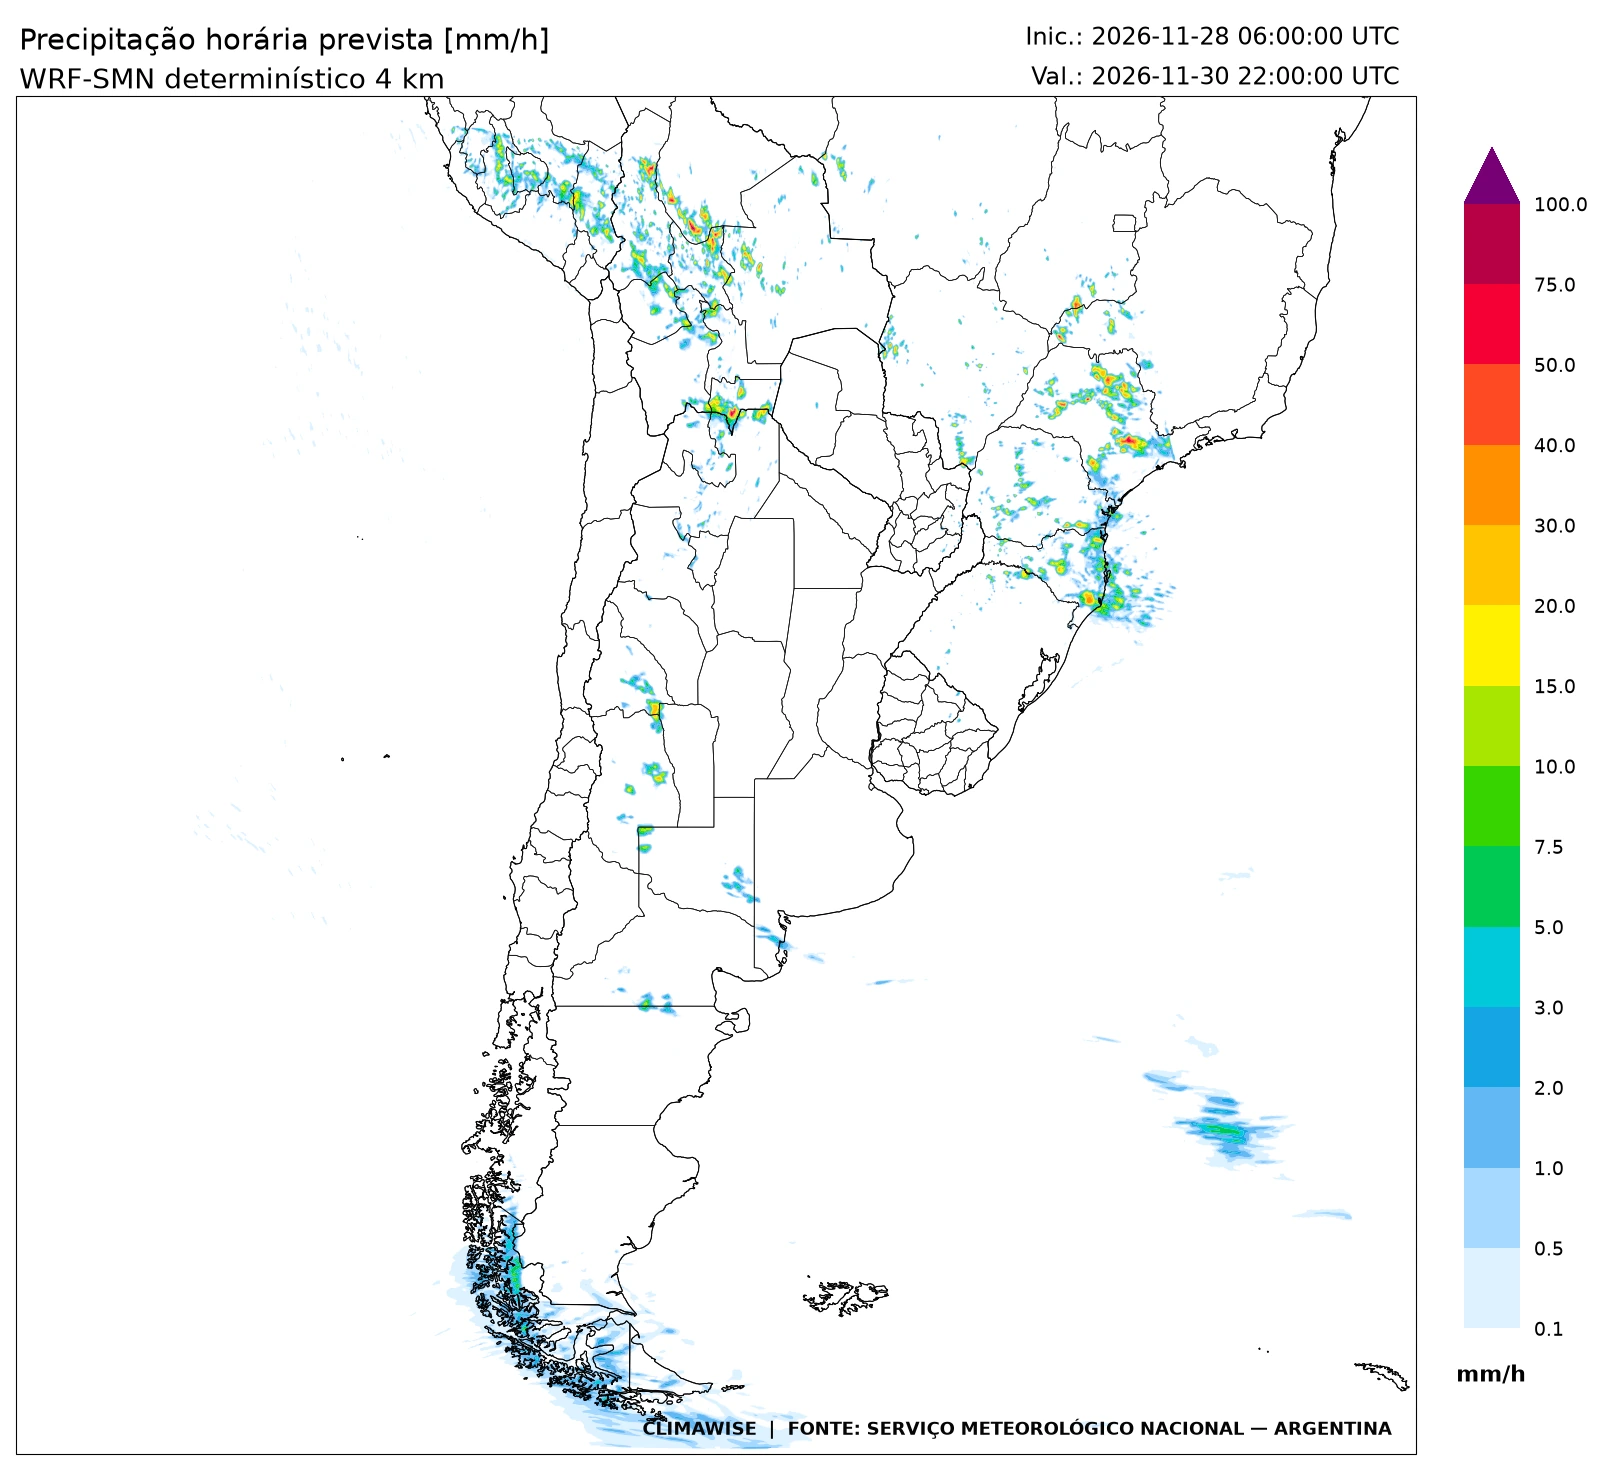 Precipitação horária prevista [mm/h]
WRF-SMN determinístico 4 km
Inic.: 2026-11-28 06:00:00 UTC
Val.: 2026-11-30 22:00:00 UTC
100.0
75.0
50.0
40.0
30.0
20.0
15.0
10.0
7.5
5.0
3.0
2.0
1.0
0.5
0.1
mm/h
CLIMAWISE | FONTE: SERVIÇO METEOROLÓGICO NACIONAL — ARGENTINA